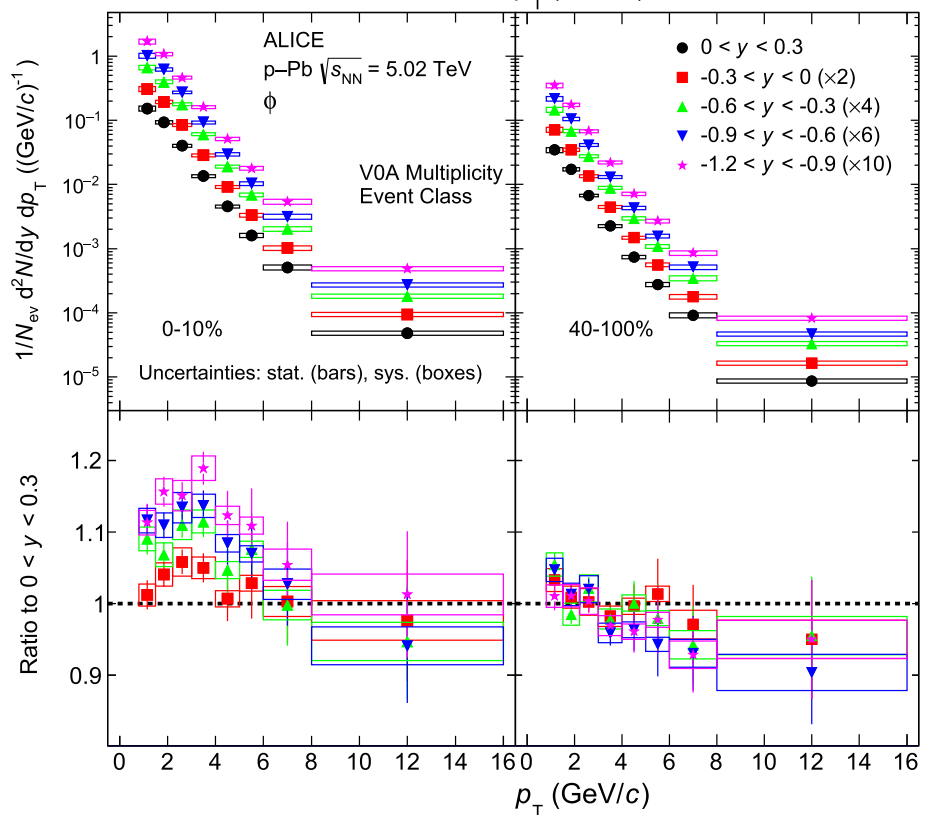 ALICE
p–Pb √s_NN = 5.02 TeV
ϕ
V0A Multiplicity
Event Class
0-10%
Uncertainties: stat. (bars), sys. (boxes)
0 < y < 0.3
-0.3 < y < 0 (×2)
-0.6 < y < -0.3 (×4)
-0.9 < y < -0.6 (×6)
-1.2 < y < -0.9 (×10)
40-100%
1/N_ev d²N/dy dp_T ((GeV/c)⁻¹)
1
10⁻¹
10⁻²
10⁻³
10⁻⁴
10⁻⁵
Ratio to 0 < y < 0.3
1.2
1.1
1
0.9
0 2 4 6 8 10 12 14 16 0 2 4 6 8 10 12 14 16
p_T (GeV/c)